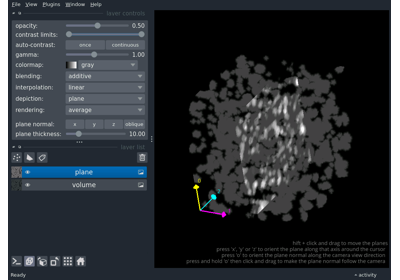 File View Plugins Window Help
layer controls
opacity: 0.50
contrast limits:
auto-contrast: once continuous
gamma: 1.00
colormap: gray
blending: additive
interpolation: linear
depiction: plane
rendering: average
plane normal: x y z oblique
plane thickness: 10.00
layer list
plane
volume
hift + click and drag to move the planes
press 'x', 'y' or 'z' to orient the plane along that axis around the cursor
press 'o' to orient the plane normal along the camera view direction
press and hold 'o' then click and drag to make the plane normal follow the camera
Ready
activity